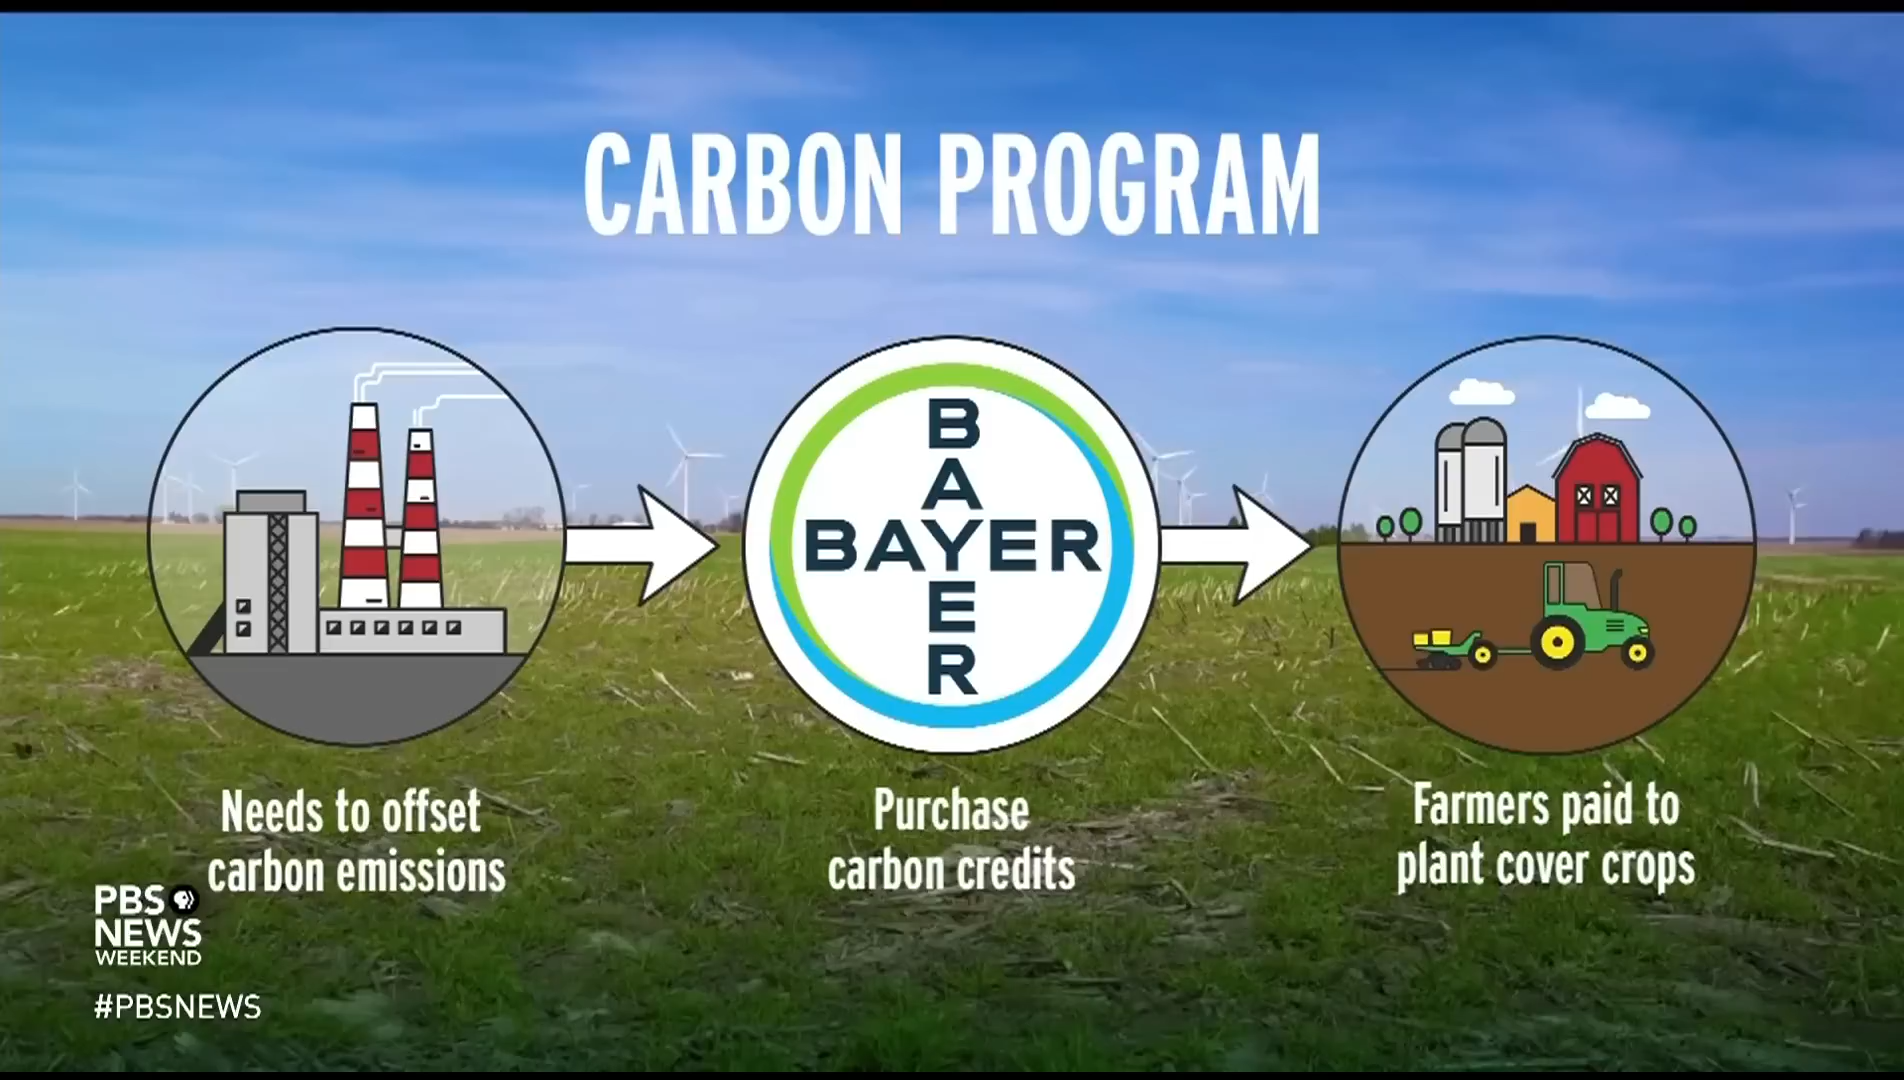 CARBON PROGRAM
B
A
BAYER
E
R
Needs to offset
carbon emissions
Purchase
carbon credits
Farmers paid to
plant cover crops
PBS
NEWS
WEEKEND
#PBSNEWS